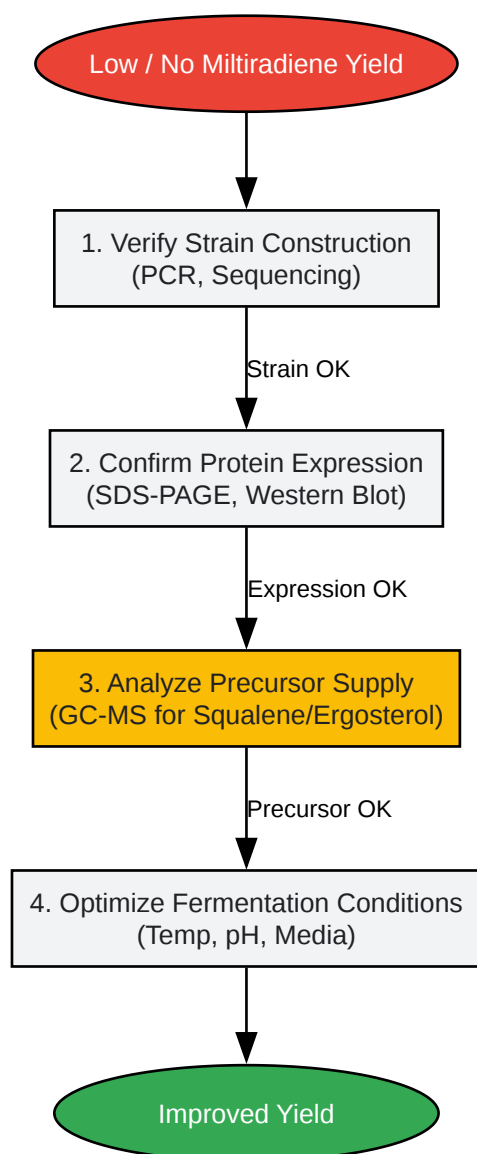 Low / No Miltiradiene Yield
1. Verify Strain Construction
(PCR, Sequencing)
Strain OK
2. Confirm Protein Expression
(SDS-PAGE, Western Blot)
Expression OK
3. Analyze Precursor Supply
(GC-MS for Squalene/Ergosterol)
Precursor OK
4. Optimize Fermentation Conditions
(Temp, pH, Media)
Improved Yield